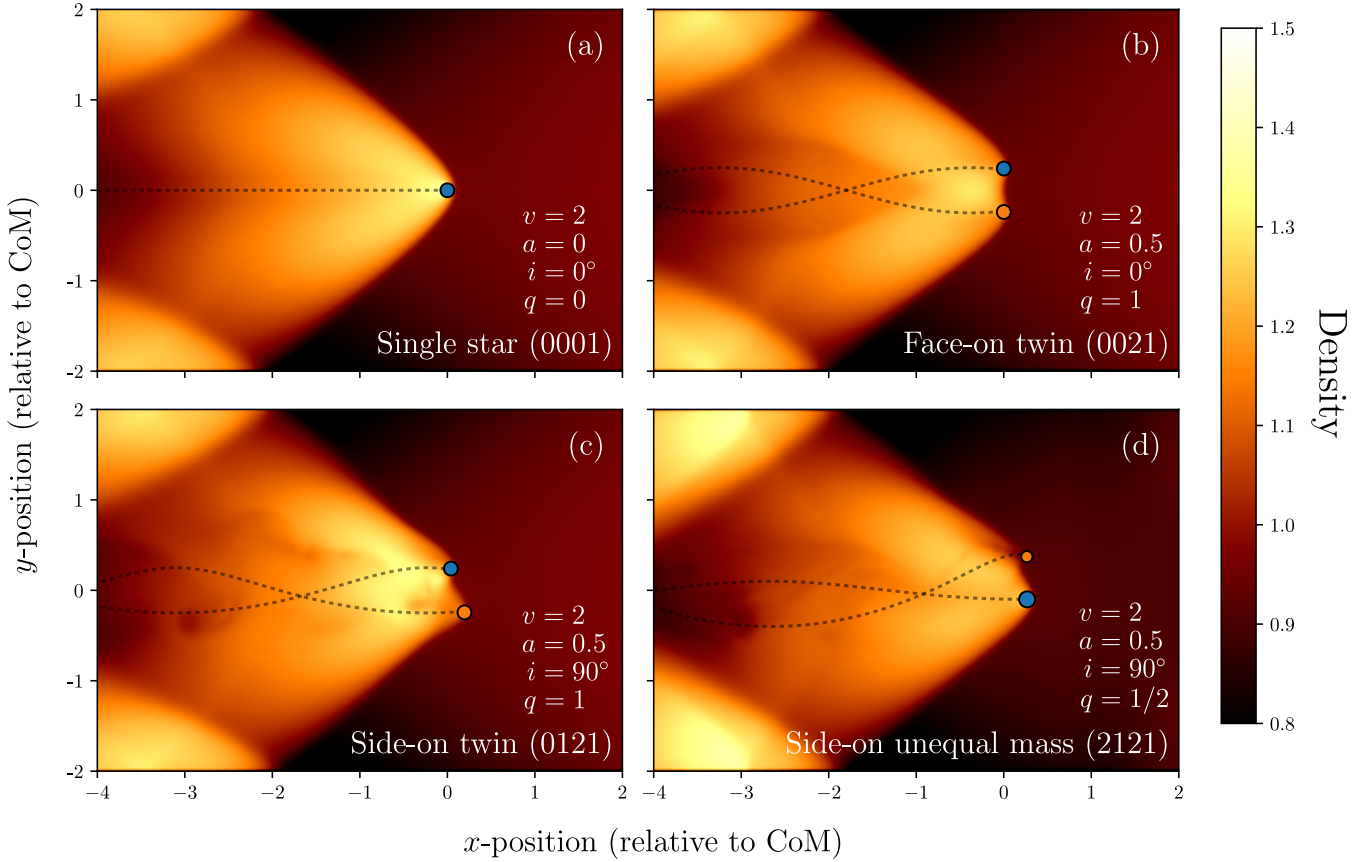 (a)
v = 2
a = 0
i = 0°
q = 0
Single star (0001)
(b)
v = 2
a = 0.5
i = 0°
q = 1
Face-on twin (0021)
(c)
v = 2
a = 0.5
i = 90°
q = 1
Side-on twin (0121)
(d)
v = 2
a = 0.5
i = 90°
q = 1/2
Side-on unequal mass (2121)
2
1
0
-1
-2
2
1
0
-1
-2
−4
−3
−2
−1
0
1
2
−4
−3
−2
−1
0
1
2
y-position (relative to CoM)
x-position (relative to CoM)
1.5
1.4
1.3
1.2
1.1
1.0
0.9
0.8
Density